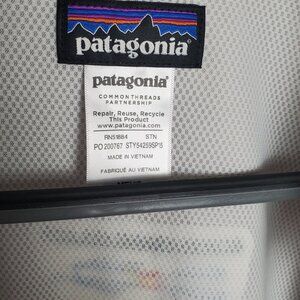 patagonia
patagonia®
COMMON THREADS
PARTNERSHIP
Repair, Reuse, Recycle
This Product
www.patagonia.com
RN51884 STN
PO 200767 STY54259SP15
MADE IN VIETNAM
FABRIQUÉ AU VIETNAM